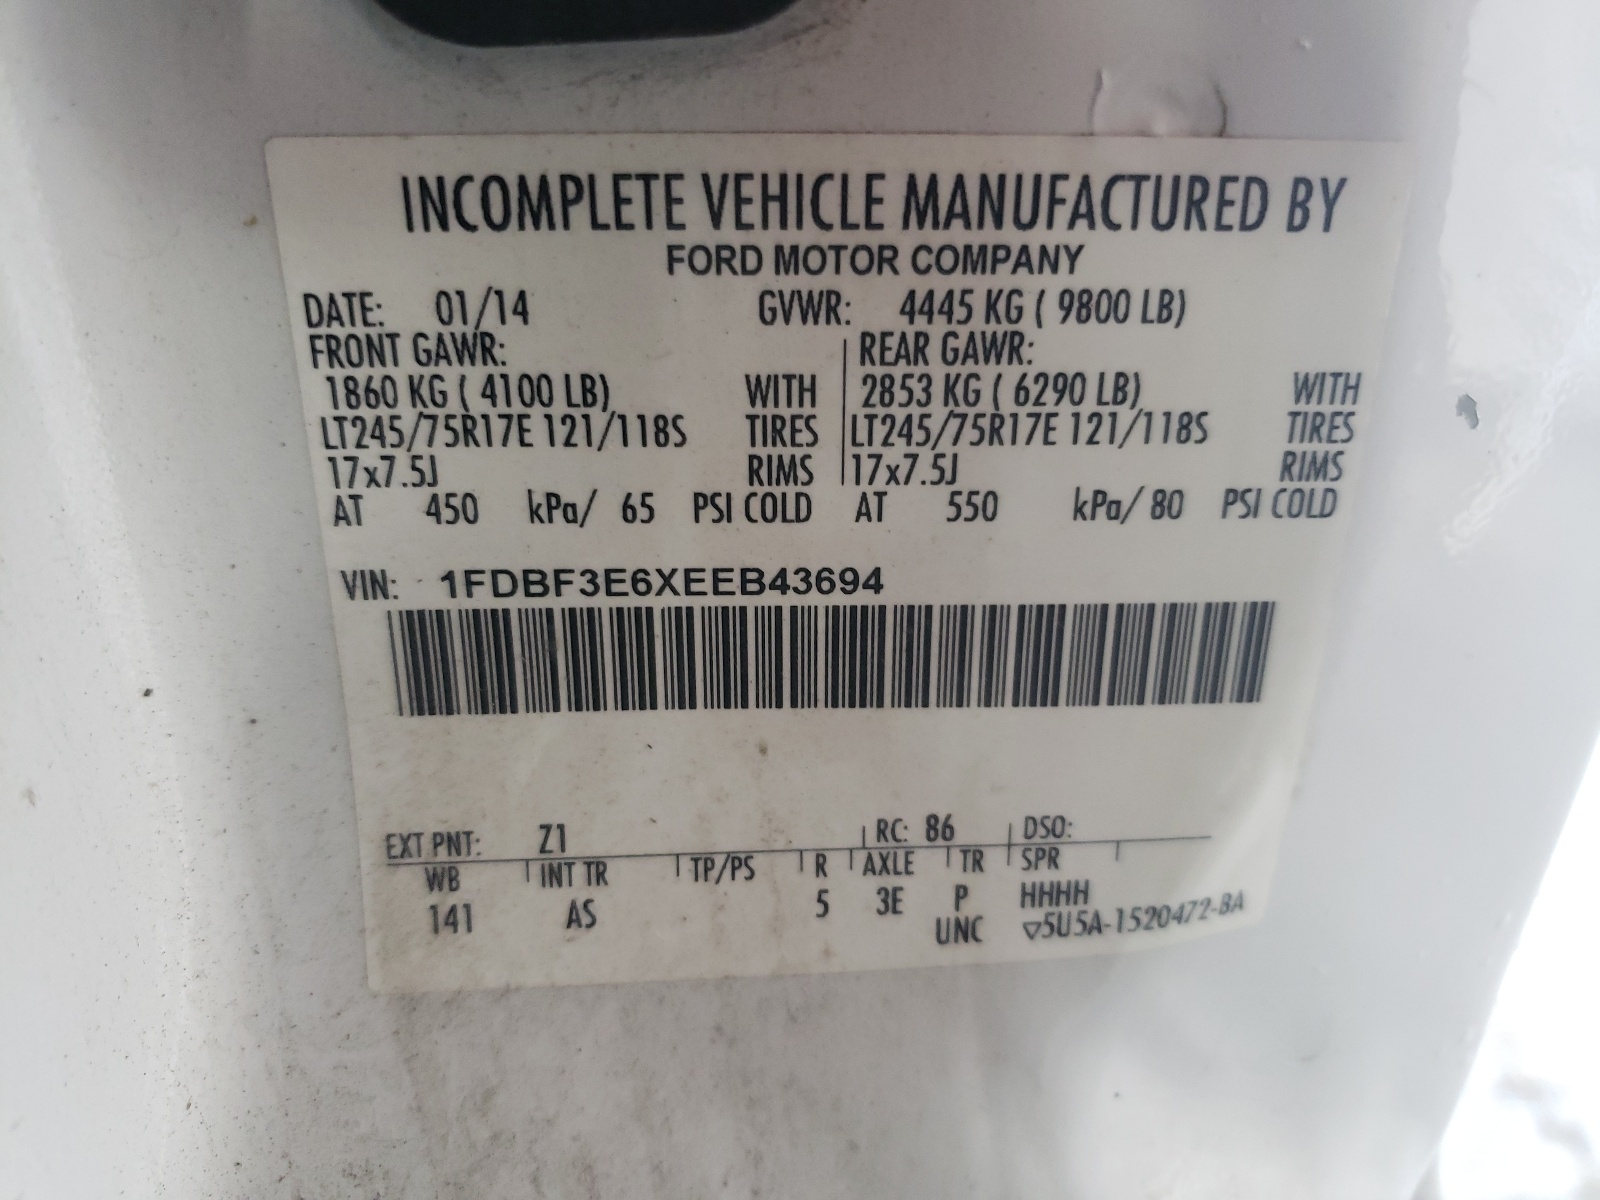 INCOMPLETE VEHICLE MANUFACTURED BY
FORD MOTOR COMPANY
DATE: 01/14 GVWR: 4445 KG ( 9800 LB)
FRONT GAWR: REAR GAWR:
1860 KG ( 4100 LB) WITH 2853 KG ( 6290 LB) WITH
LT245/75R17E 121/118S TIRES LT245/75R17E 121/118S TIRES
17x7.5J RIMS 17x7.5J RIMS
AT 450 kPa/ 65 PSI COLD AT 550 kPa/ 80 PSI COLD
VIN: 1FDBF3E6XEEB43694
EXT PNT: Z1 RC: 86 DSO:
WB INT TR TP/PS R AXLE TR SPR
141 AS 5 3E P HHHH
UNC ▽5U5A-1520472-BA